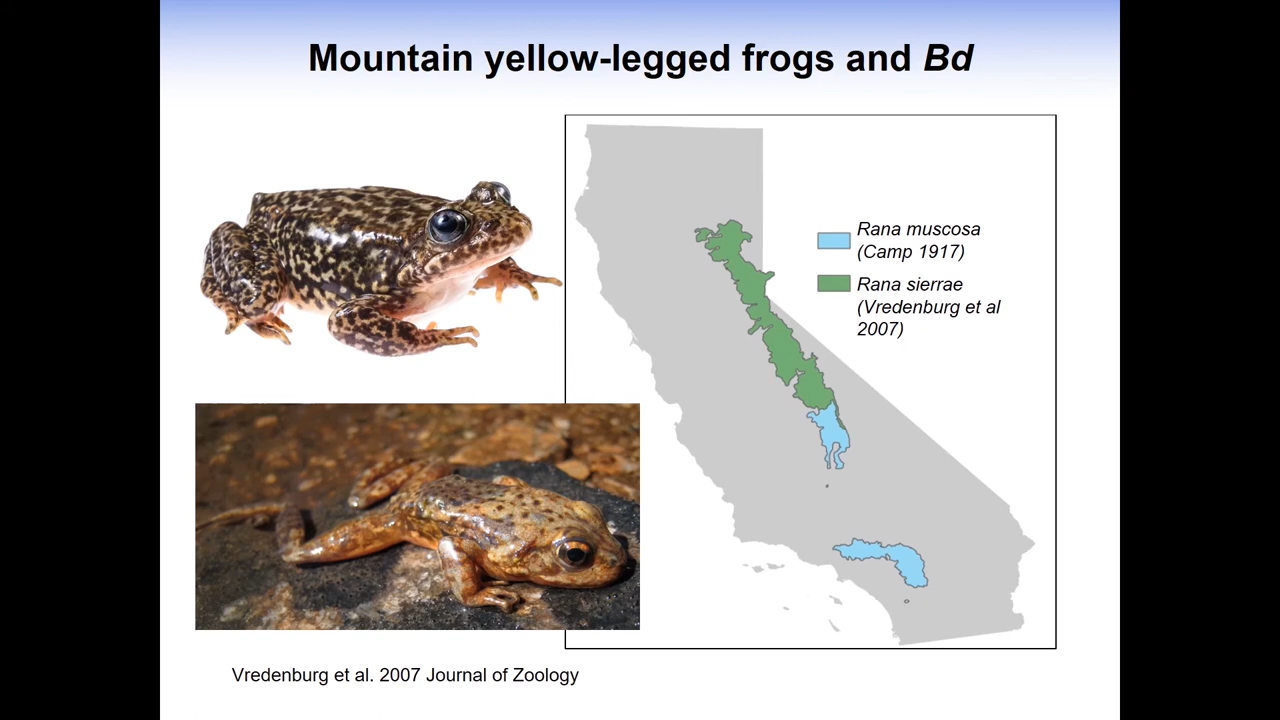 Mountain yellow-legged frogs and Bd
Rana muscosa
(Camp 1917)
Rana sierrae
(Vredenburg et al
2007)
Vredenburg et al. 2007 Journal of Zoology